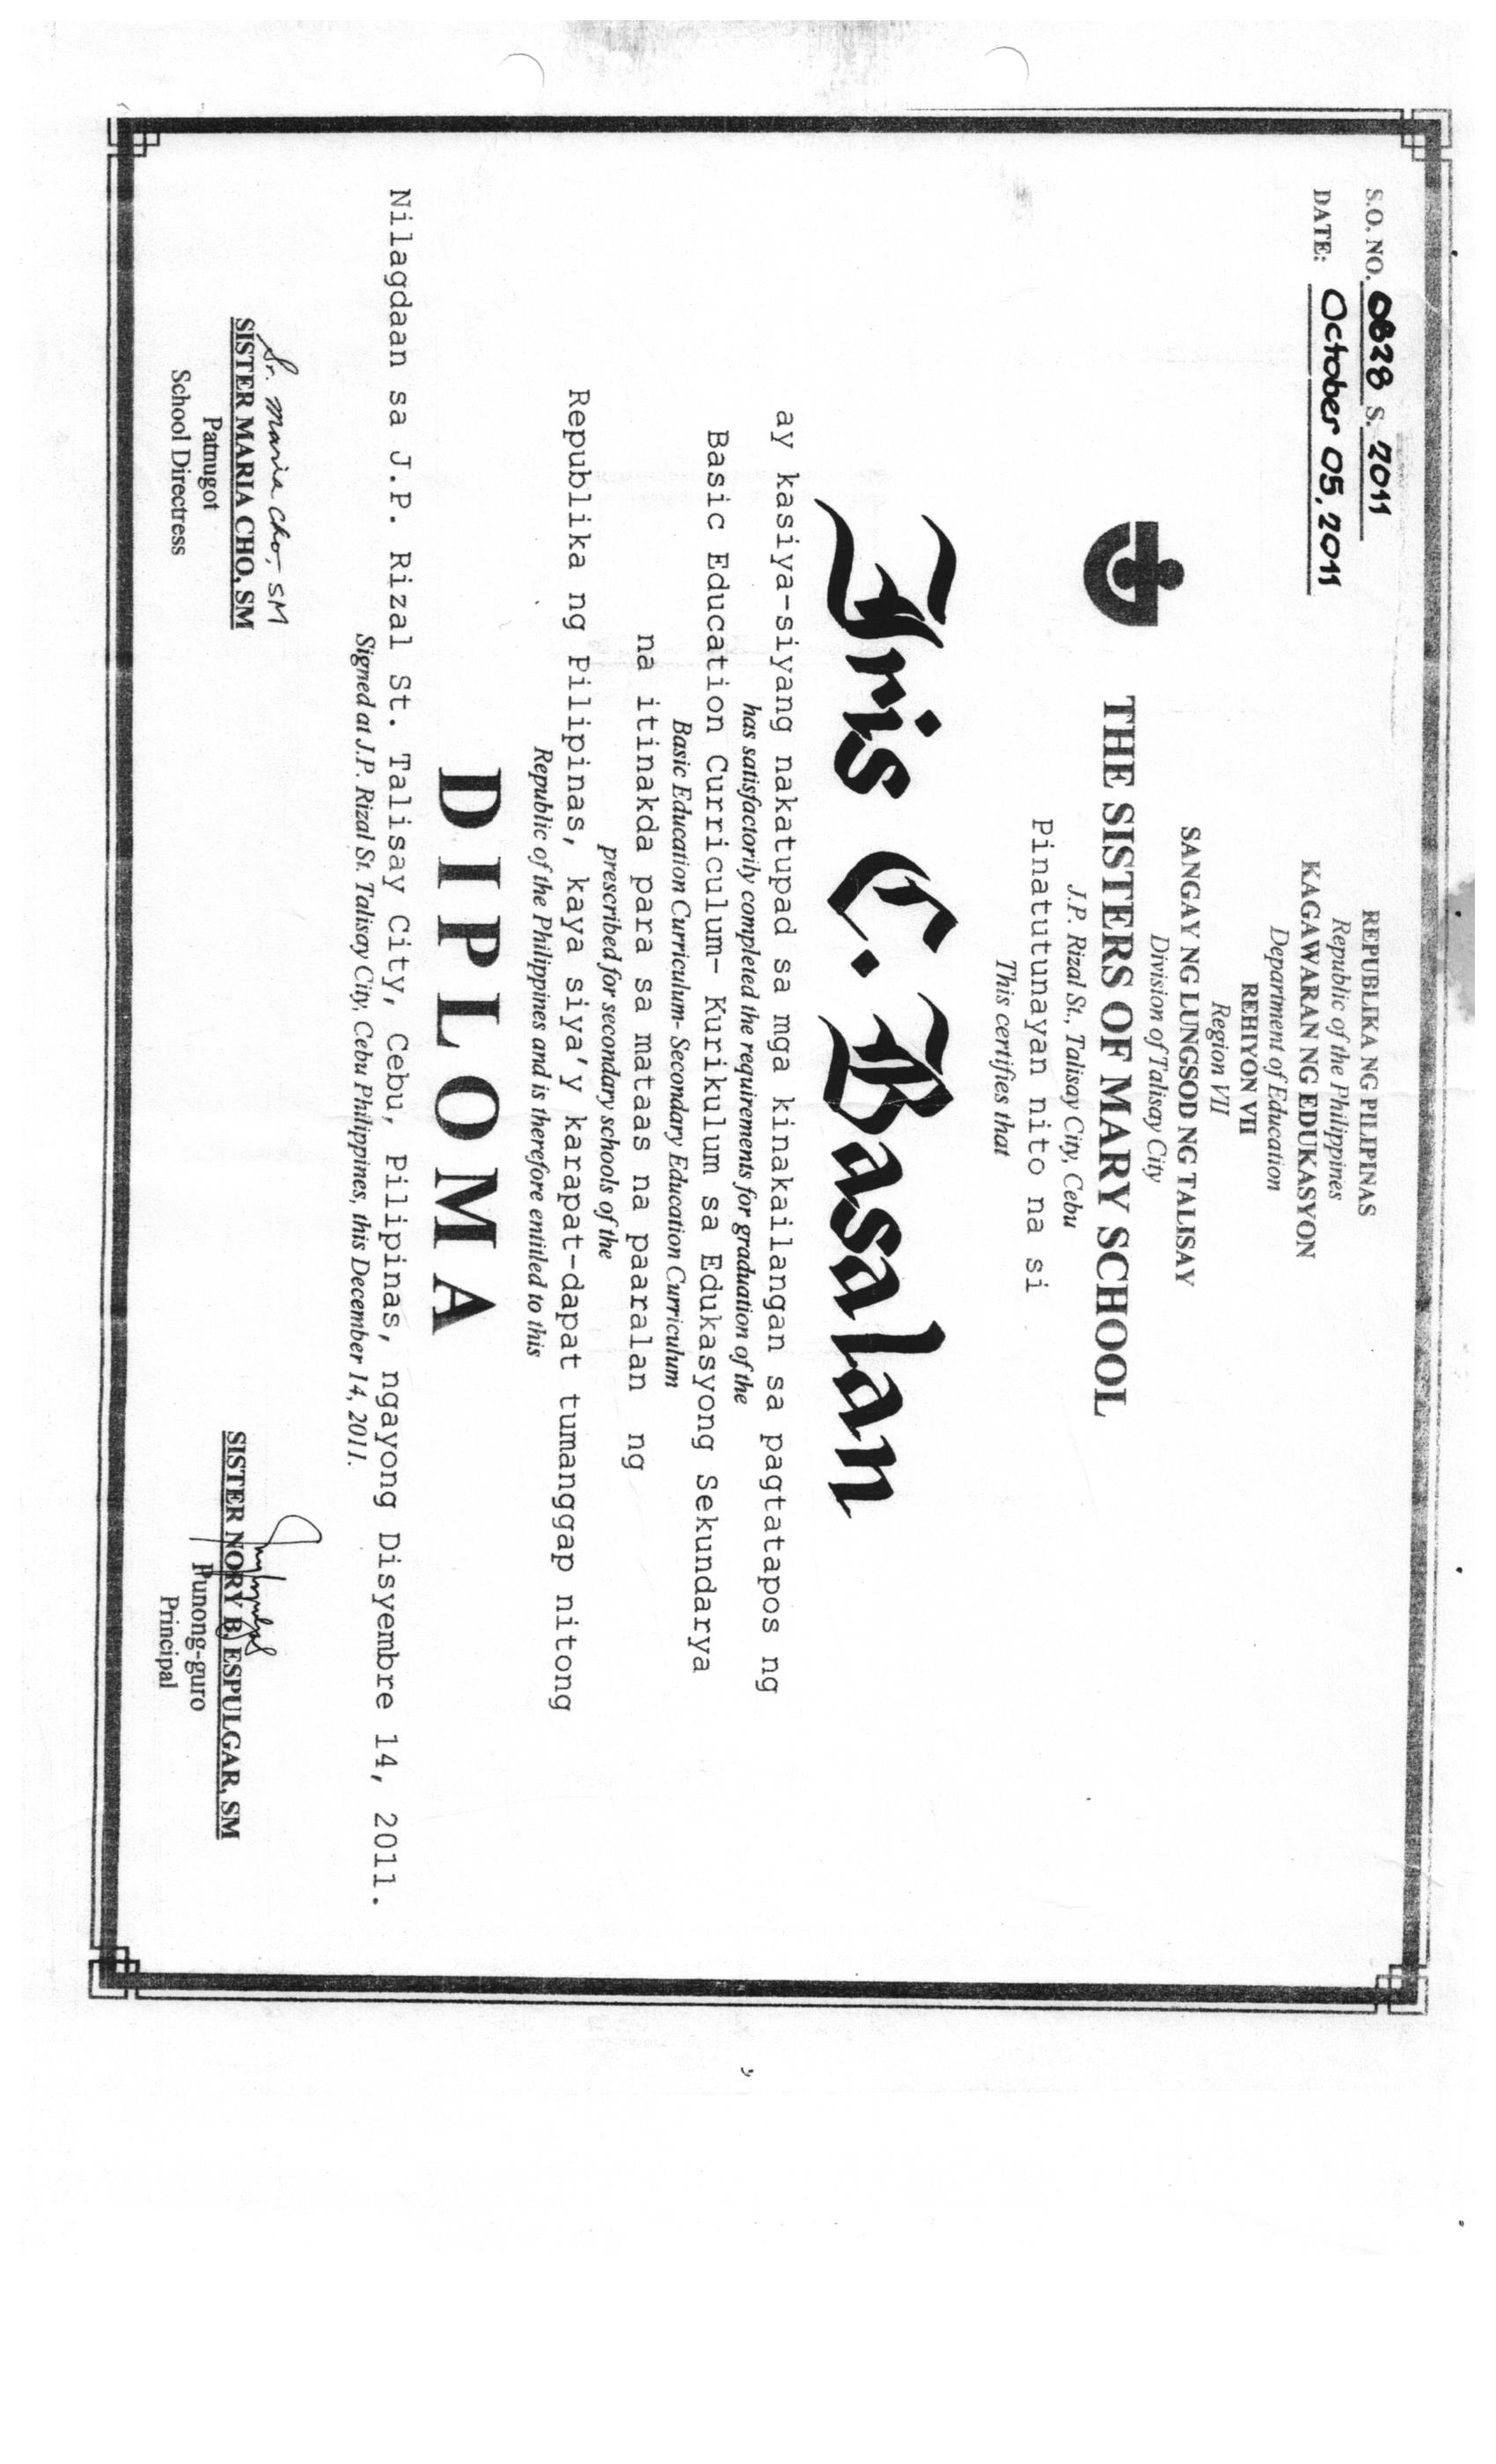 S.O. NO. 0828 S. 2011
DATE: October 05, 2011
REPUBLIKA NG PILIPINAS
Republic of the Philippines
KAGAWARAN NG EDUKASYON
Department of Education
REHIYON VII
Region VII
SANGAY NG LUNGSOD NG TALISAY
Division of Talisay City
THE SISTERS OF MARY SCHOOL
J.P. Rizal St., Talisay City, Cebu
Pinatutunayan nito na si
This certifies that
Iris C. Basalan
ay kasiya-siyang nakatupad sa mga kinakailangan sa pagtatapos ng
has satisfactorily completed the requirements for graduation of the
Basic Education Curriculum- Kurikulum sa Edukasyong Sekundarya
Basic Education Curriculum- Secondary Education Curriculum
na itinakda para sa mataas na paaralan ng
prescribed for secondary schools of the
Republika ng Pilipinas, kaya siya'y karapat-dapat tumanggap nitong
Republic of the Philippines and is therefore entitled to this
DIPLOMA
Nilagdaan sa J.P. Rizal St. Talisay City, Cebu, Pilipinas, ngayong Disyembre 14, 2011.
Signed at J.P. Rizal St. Talisay City, Cebu Philippines, this December 14, 2011.
Sr. Maria Cho, SM
SISTER MARIA CHO, SM
Patnugot
School Directress
SISTER NORY B. ESPULGAR, SM
Punong-guro
Principal